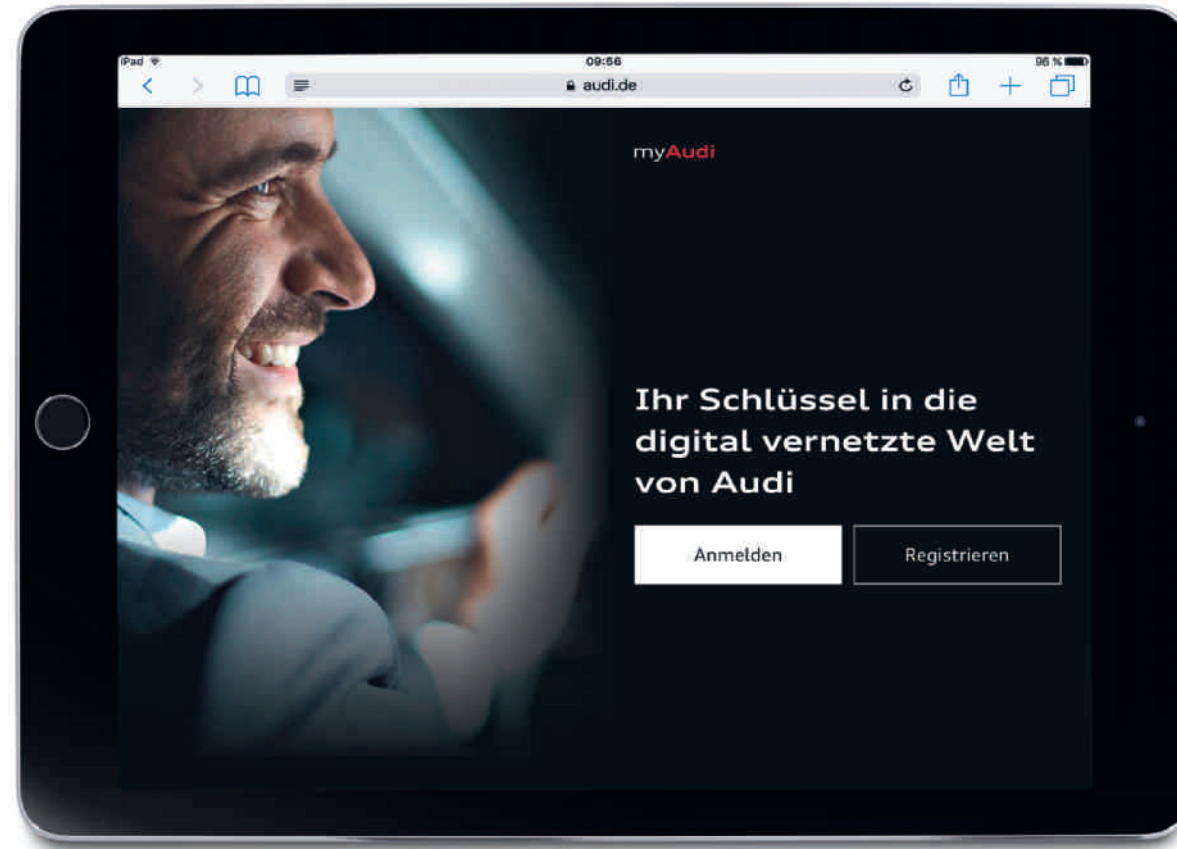 iPad 09:56 96 %
audi.de
myAudi
Ihr Schlüssel in die
digital vernetzte Welt
von Audi
Anmelden Registrieren